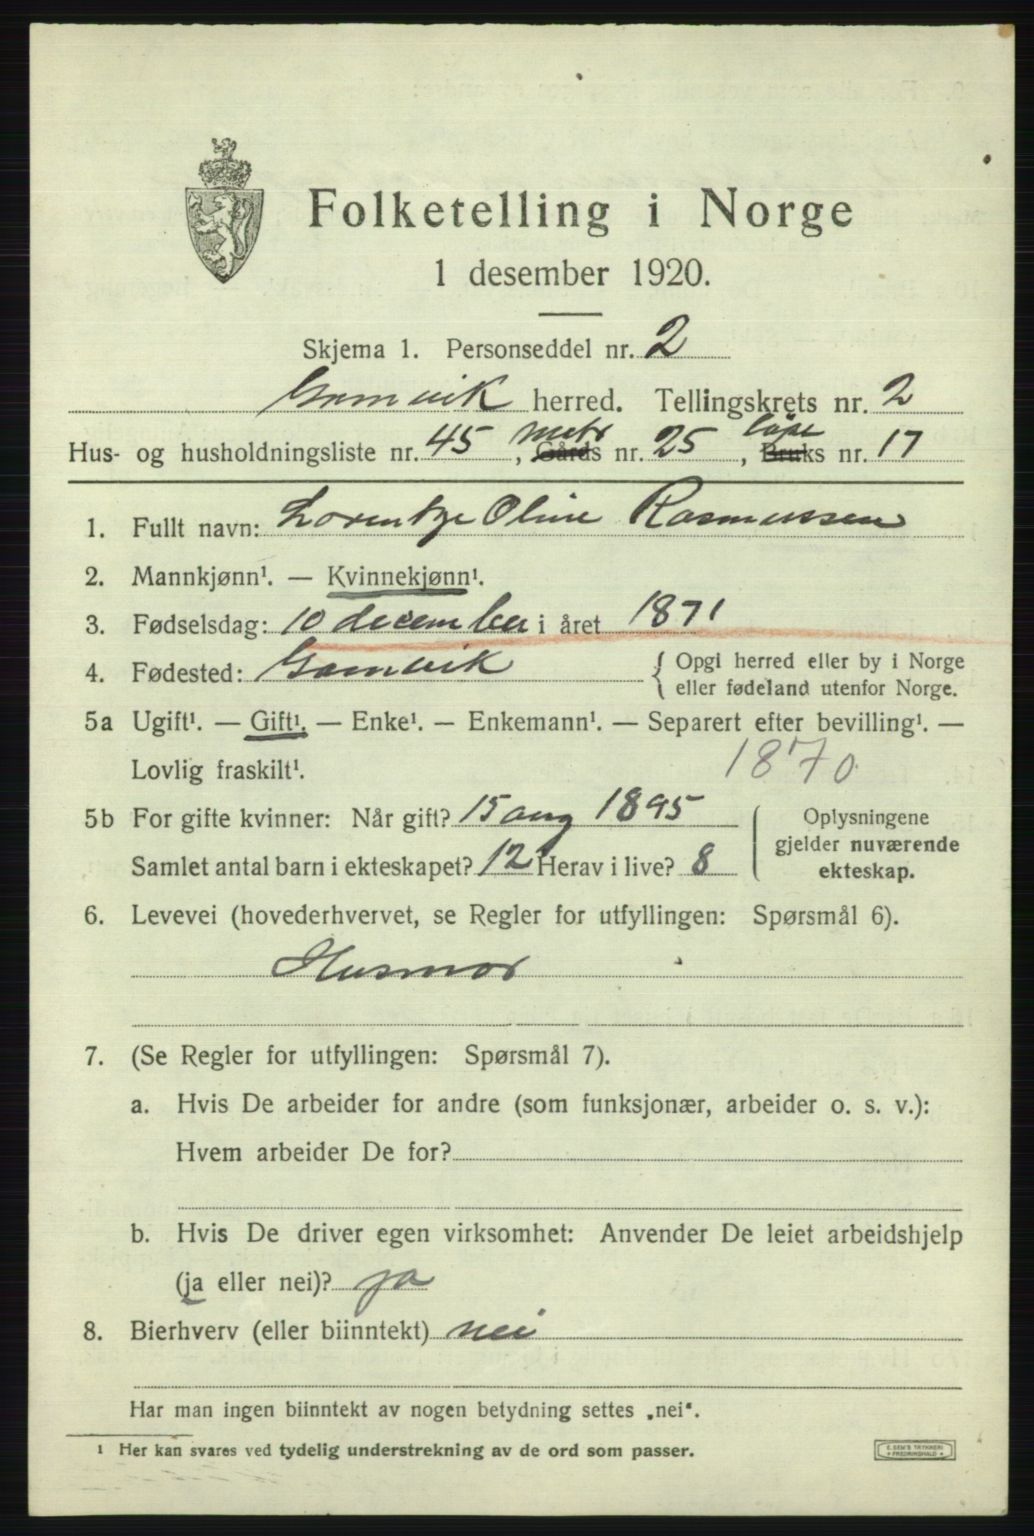 Folketelling i Norge
1 desember 1920.
Skjema 1. Personseddel nr. 2
Gamvik herred. Tellingskrets nr. 2
Hus- og husholdningsliste nr. 45, Gårds matr nr. 25, Bruks løpe nr. 17
1. Fullt navn: Lorentze Oline Rasmussen
2. Mannkjønn¹. — Kvinnekjønn¹.
3. Fødselsdag: 10 december i året 1871
4. Fødested: Gamvik { Opgi herred eller by i Norge
eller fødeland utenfor Norge.
5a Ugift¹. — Gift¹. — Enke¹. — Enkemann¹. — Separert efter bevilling¹. —
Lovlig fraskilt¹. 1870
5b For gifte kvinner: Når gift? 15 aug 1895
Samlet antal barn i ekteskapet? 12 Herav i live? 8
Oplysningene
gjelder nuværende
ekteskap.
6. Levevei (hovederhvervet, se Regler for utfyllingen: Spørsmål 6).
Husmor
7. (Se Regler for utfyllingen: Spørsmål 7).
a. Hvis De arbeider for andre (som funksjonær, arbeider o. s. v.):
Hvem arbeider De for?
b. Hvis De driver egen virksomhet: Anvender De leiet arbeidshjelp
(ja eller nei)? ja
8. Bierhverv (eller biinntekt) nei
Har man ingen biinntekt av nogen betydning settes „nei".
¹ Her kan svares ved tydelig understrekning av de ord som passer.
E. SEM'S TRYKKERI
FREDRIKSHALD